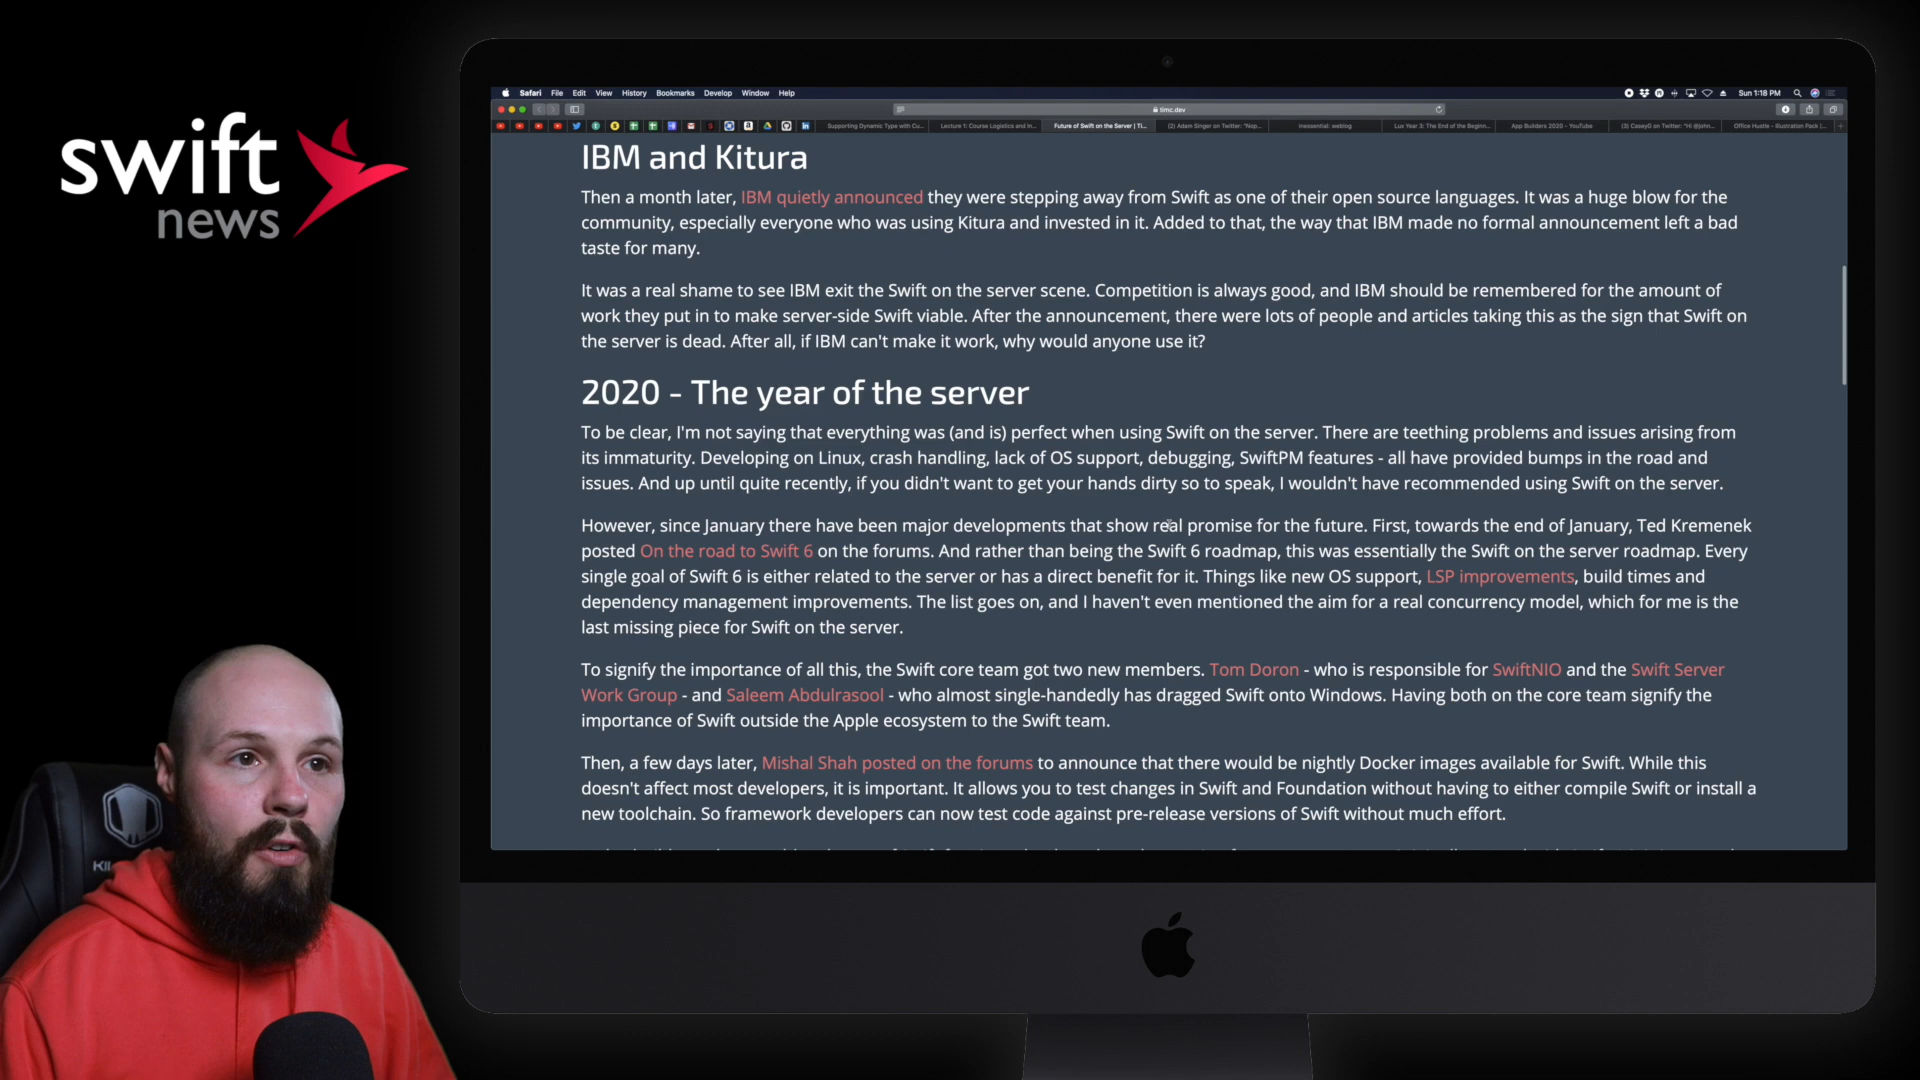 swift
news
Safari File Edit View History Bookmarks Develop Window Help
Sun 1:18 PM
timc.dev
Supporting Dynamic Type with Cu... Lecture 1: Course Logistics and In... Future of Swift on the Server | Ti... (2) Adam Singer on Twitter: "Nop... Inessential: weblog Lux Year 3: The End of the Beginn... App Builders 2020 - YouTube (3) CaseyG on Twitter: "Hi @john... Office Hustle - Illustration Pack |...
IBM and Kitura
Then a month later, IBM quietly announced they were stepping away from Swift as one of their open source languages. It was a huge blow for the
community, especially everyone who was using Kitura and invested in it. Added to that, the way that IBM made no formal announcement left a bad
taste for many.
It was a real shame to see IBM exit the Swift on the server scene. Competition is always good, and IBM should be remembered for the amount of
work they put in to make server-side Swift viable. After the announcement, there were lots of people and articles taking this as the sign that Swift on
the server is dead. After all, if IBM can't make it work, why would anyone use it?
2020 - The year of the server
To be clear, I'm not saying that everything was (and is) perfect when using Swift on the server. There are teething problems and issues arising from
its immaturity. Developing on Linux, crash handling, lack of OS support, debugging, SwiftPM features - all have provided bumps in the road and
issues. And up until quite recently, if you didn't want to get your hands dirty so to speak, I wouldn't have recommended using Swift on the server.
However, since January there have been major developments that show real promise for the future. First, towards the end of January, Ted Kremenek
posted On the road to Swift 6 on the forums. And rather than being the Swift 6 roadmap, this was essentially the Swift on the server roadmap. Every
single goal of Swift 6 is either related to the server or has a direct benefit for it. Things like new OS support, LSP improvements, build times and
dependency management improvements. The list goes on, and I haven't even mentioned the aim for a real concurrency model, which for me is the
last missing piece for Swift on the server.
To signify the importance of all this, the Swift core team got two new members. Tom Doron - who is responsible for SwiftNIO and the Swift Server
Work Group - and Saleem Abdulrasool - who almost single-handedly has dragged Swift onto Windows. Having both on the core team signify the
importance of Swift outside the Apple ecosystem to the Swift team.
Then, a few days later, Mishal Shah posted on the forums to announce that there would be nightly Docker images available for Swift. While this
doesn't affect most developers, it is important. It allows you to test changes in Swift and Foundation without having to either compile Swift or install a
new toolchain. So framework developers can now test code against pre-release versions of Swift without much effort.